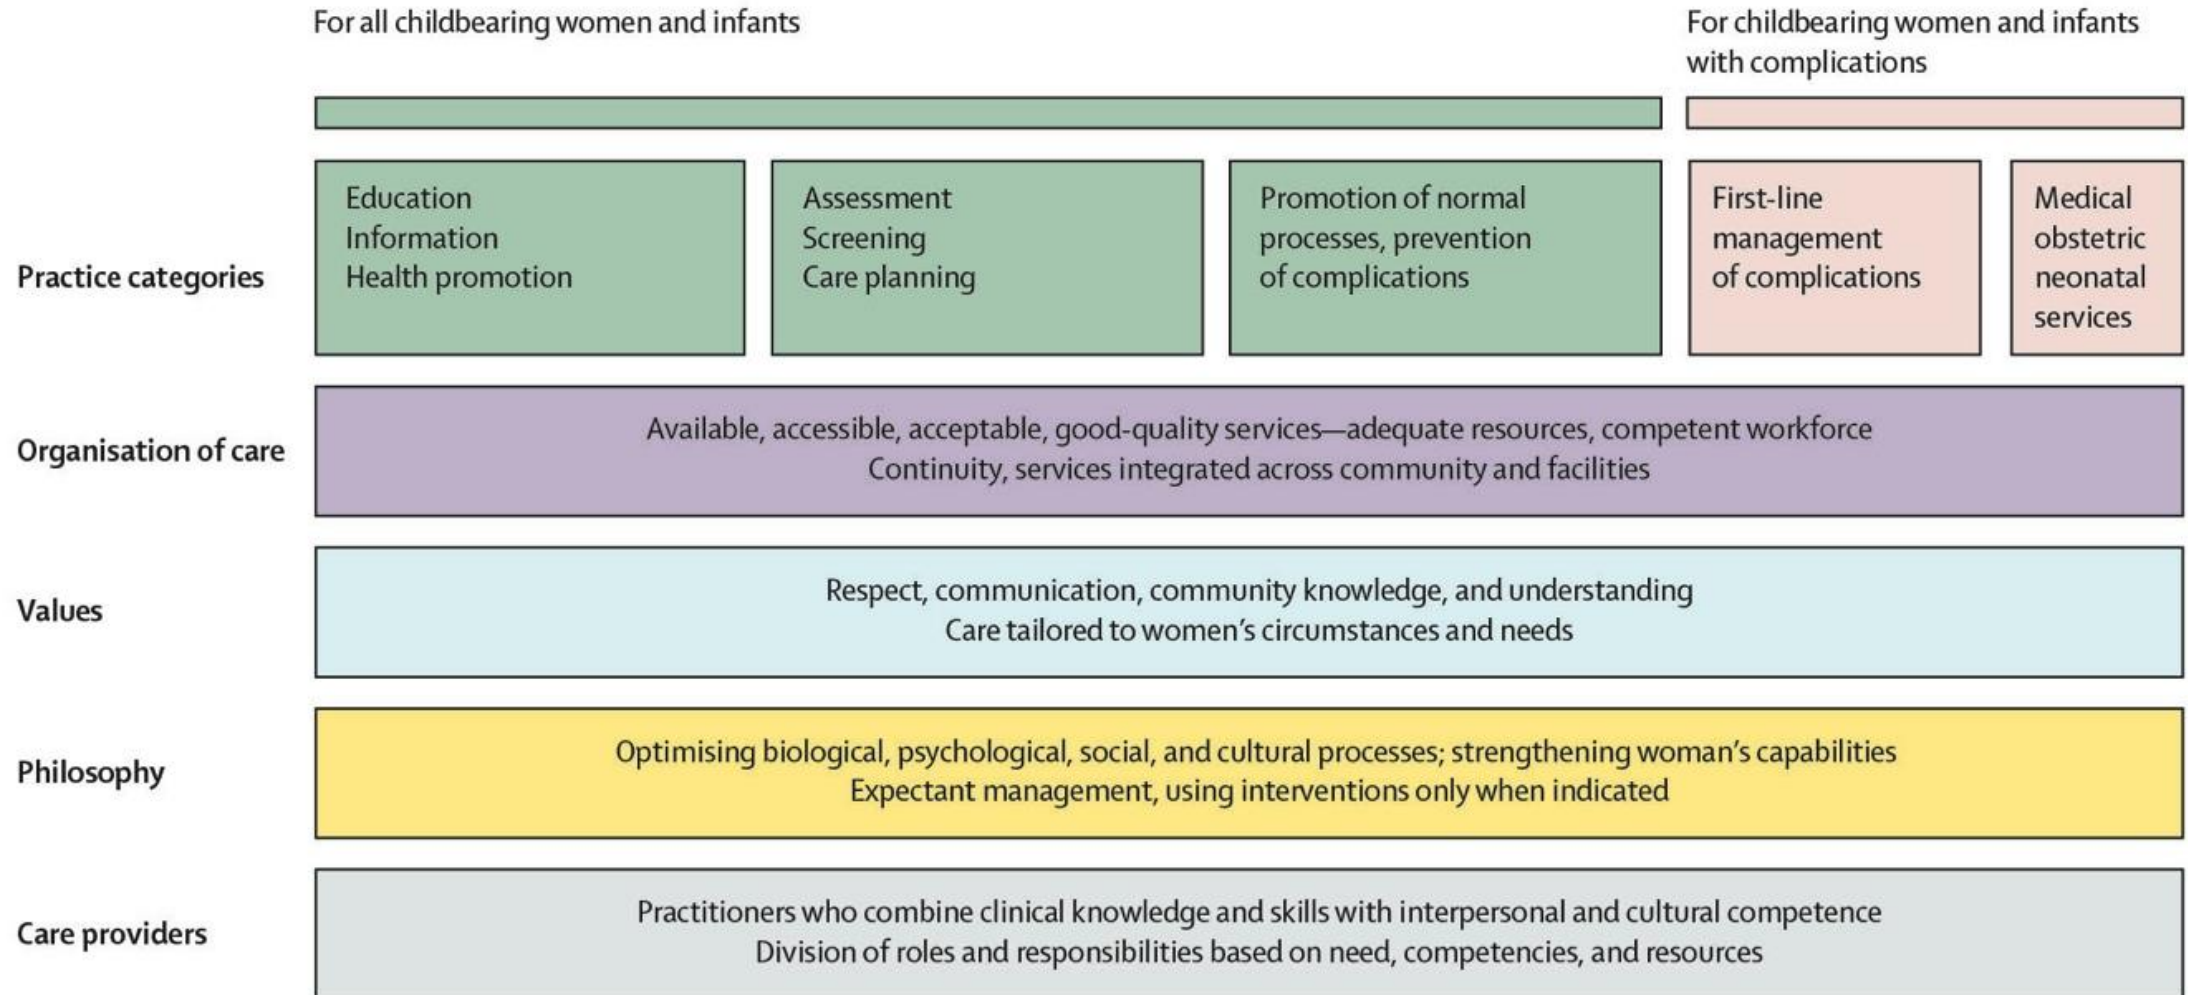 For all childbearing women and infants
For childbearing women and infants
with complications
Practice categories
Education
Information
Health promotion
Assessment
Screening
Care planning
Promotion of normal
processes, prevention
of complications
First-line
management
of complications
Medical
obstetric
neonatal
services
Organisation of care
Available, accessible, acceptable, good-quality services—adequate resources, competent workforce
Continuity, services integrated across community and facilities
Values
Respect, communication, community knowledge, and understanding
Care tailored to women’s circumstances and needs
Philosophy
Optimising biological, psychological, social, and cultural processes; strengthening woman’s capabilities
Expectant management, using interventions only when indicated
Care providers
Practitioners who combine clinical knowledge and skills with interpersonal and cultural competence
Division of roles and responsibilities based on need, competencies, and resources